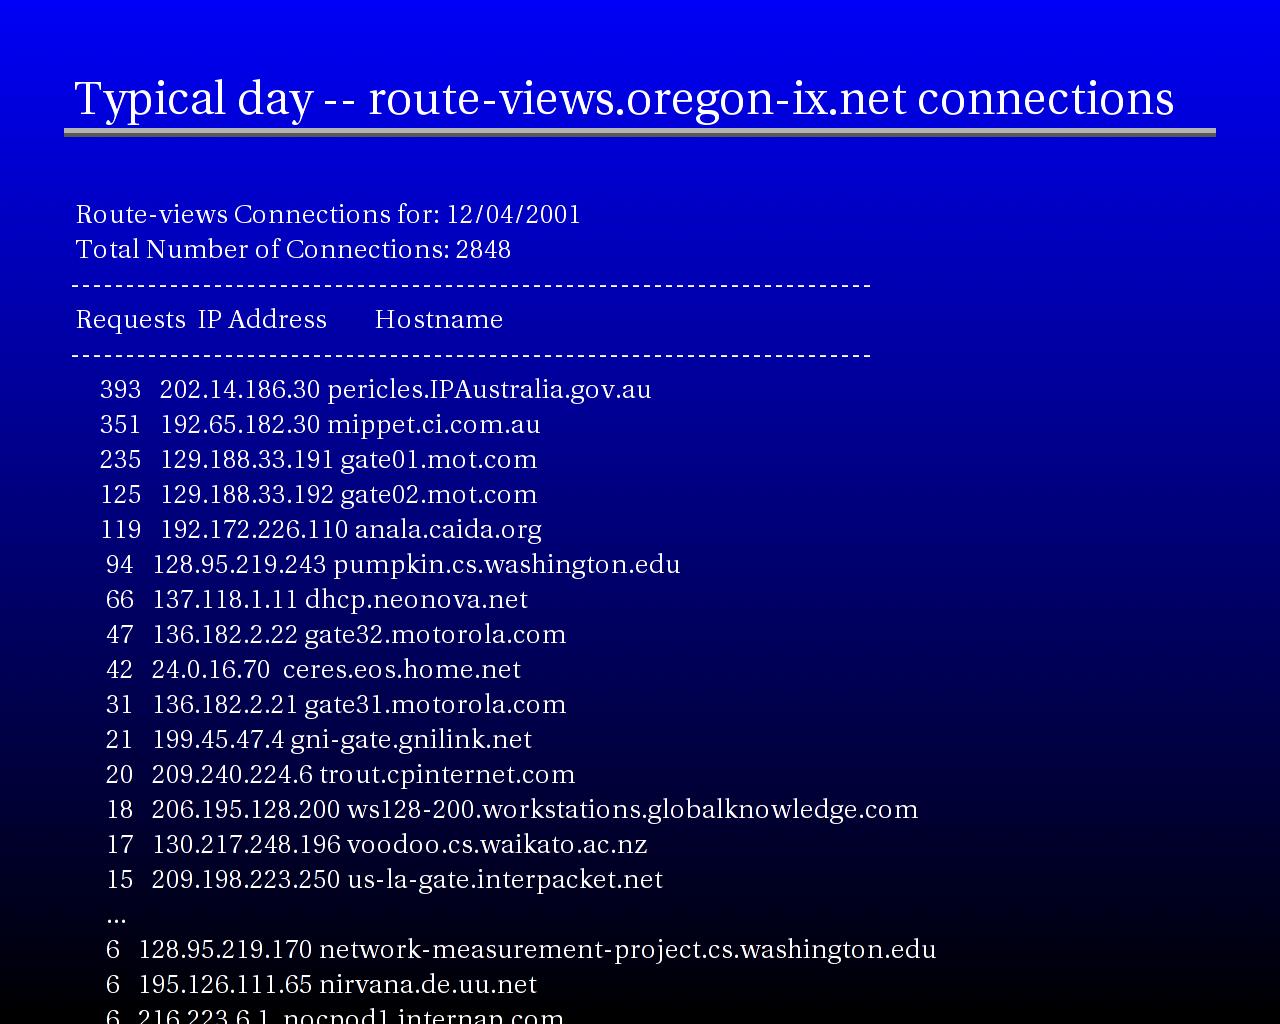 Typical day -- route-views.oregon-ix.net connections
Route-views Connections for: 12/04/2001
Total Number of Connections: 2848
--------------------------------------------------------------------------
Requests IP Address Hostname
--------------------------------------------------------------------------
393 202.14.186.30 pericles.IPAustralia.gov.au
351 192.65.182.30 mippet.ci.com.au
235 129.188.33.191 gate01.mot.com
125 129.188.33.192 gate02.mot.com
119 192.172.226.110 anala.caida.org
94 128.95.219.243 pumpkin.cs.washington.edu
66 137.118.1.11 dhcp.neonova.net
47 136.182.2.22 gate32.motorola.com
42 24.0.16.70 ceres.eos.home.net
31 136.182.2.21 gate31.motorola.com
21 199.45.47.4 gni-gate.gnilink.net
20 209.240.224.6 trout.cpinternet.com
18 206.195.128.200 ws128-200.workstations.globalknowledge.com
17 130.217.248.196 voodoo.cs.waikato.ac.nz
15 209.198.223.250 us-la-gate.interpacket.net
...
6 128.95.219.170 network-measurement-project.cs.washington.edu
6 195.126.111.65 nirvana.de.uu.net
6 216.223.6.1 nocpod1.internap.com